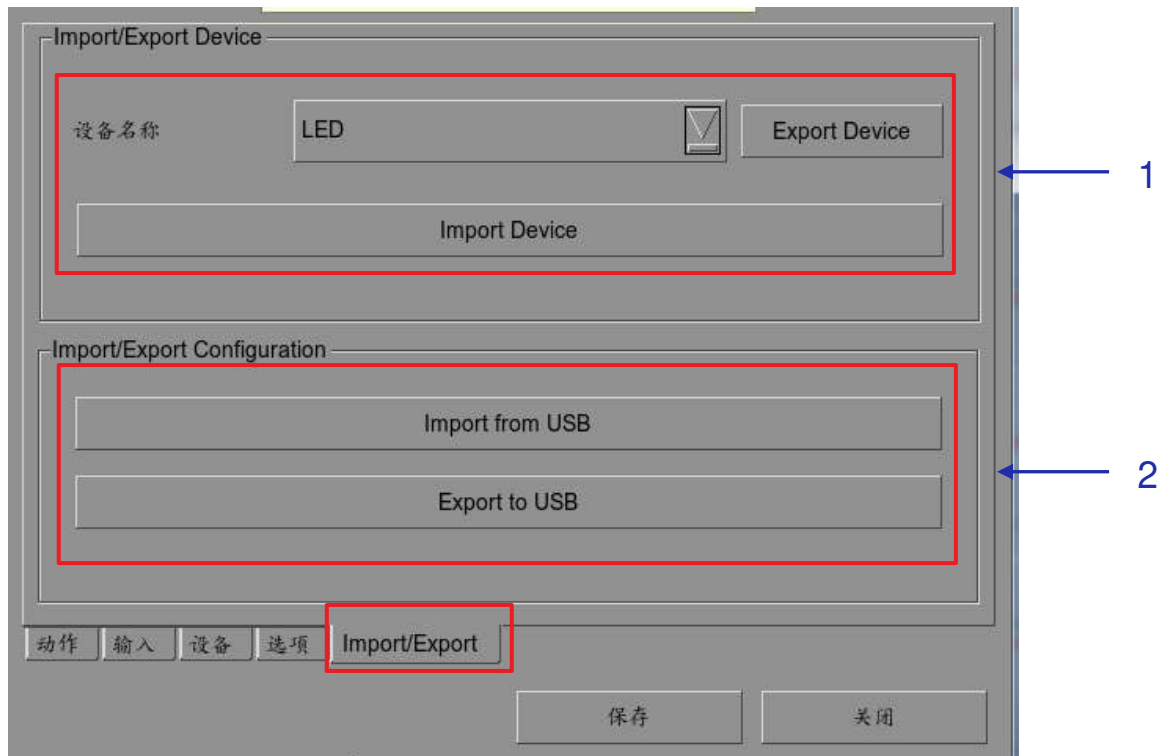 Import/Export Device
设备名称 LED Export Device
1
Import Device
Import/Export Configuration
Import from USB
2
Export to USB
动作 输入 设备 选项 Import/Export
保存 关闭